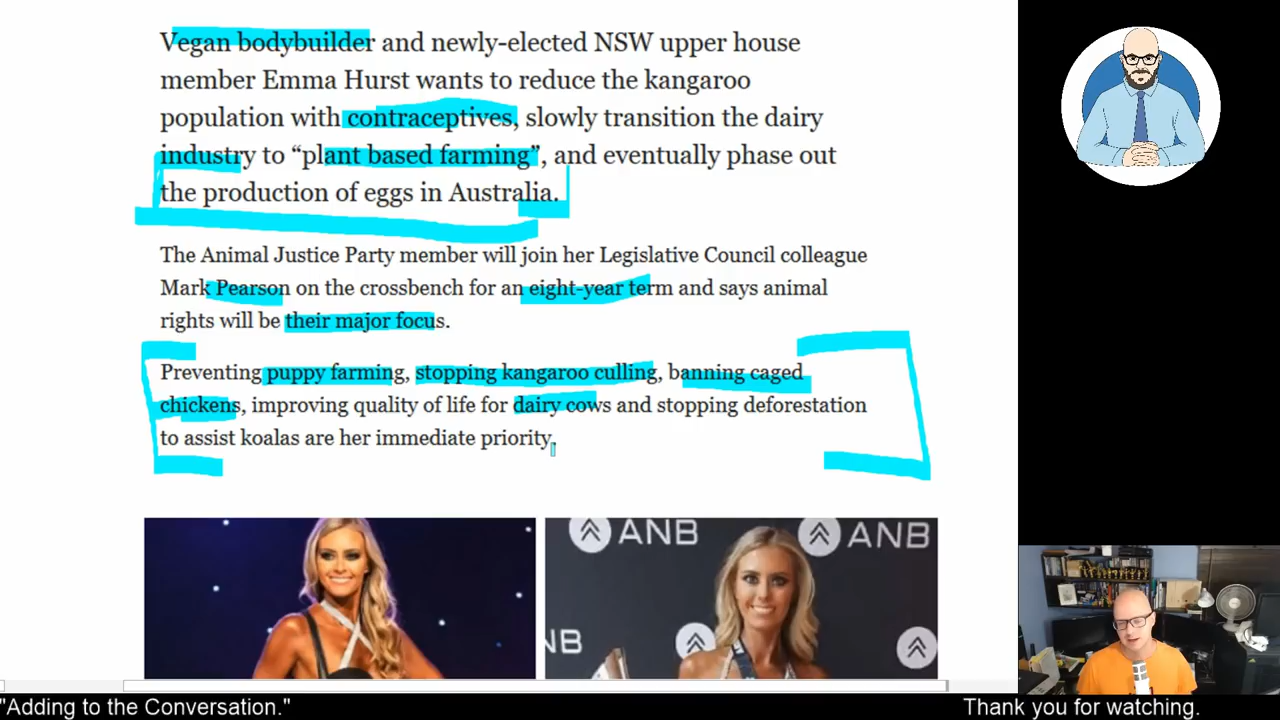 Vegan bodybuilder and newly-elected NSW upper house
member Emma Hurst wants to reduce the kangaroo
population with contraceptives, slowly transition the dairy
industry to “plant based farming”, and eventually phase out
the production of eggs in Australia.
The Animal Justice Party member will join her Legislative Council colleague
Mark Pearson on the crossbench for an eight-year term and says animal
rights will be their major focus.
Preventing puppy farming, stopping kangaroo culling, banning caged
chickens, improving quality of life for dairy cows and stopping deforestation
to assist koalas are her immediate priority.
ANB
ANB
NB
"Adding to the Conversation."
Thank you for watching.